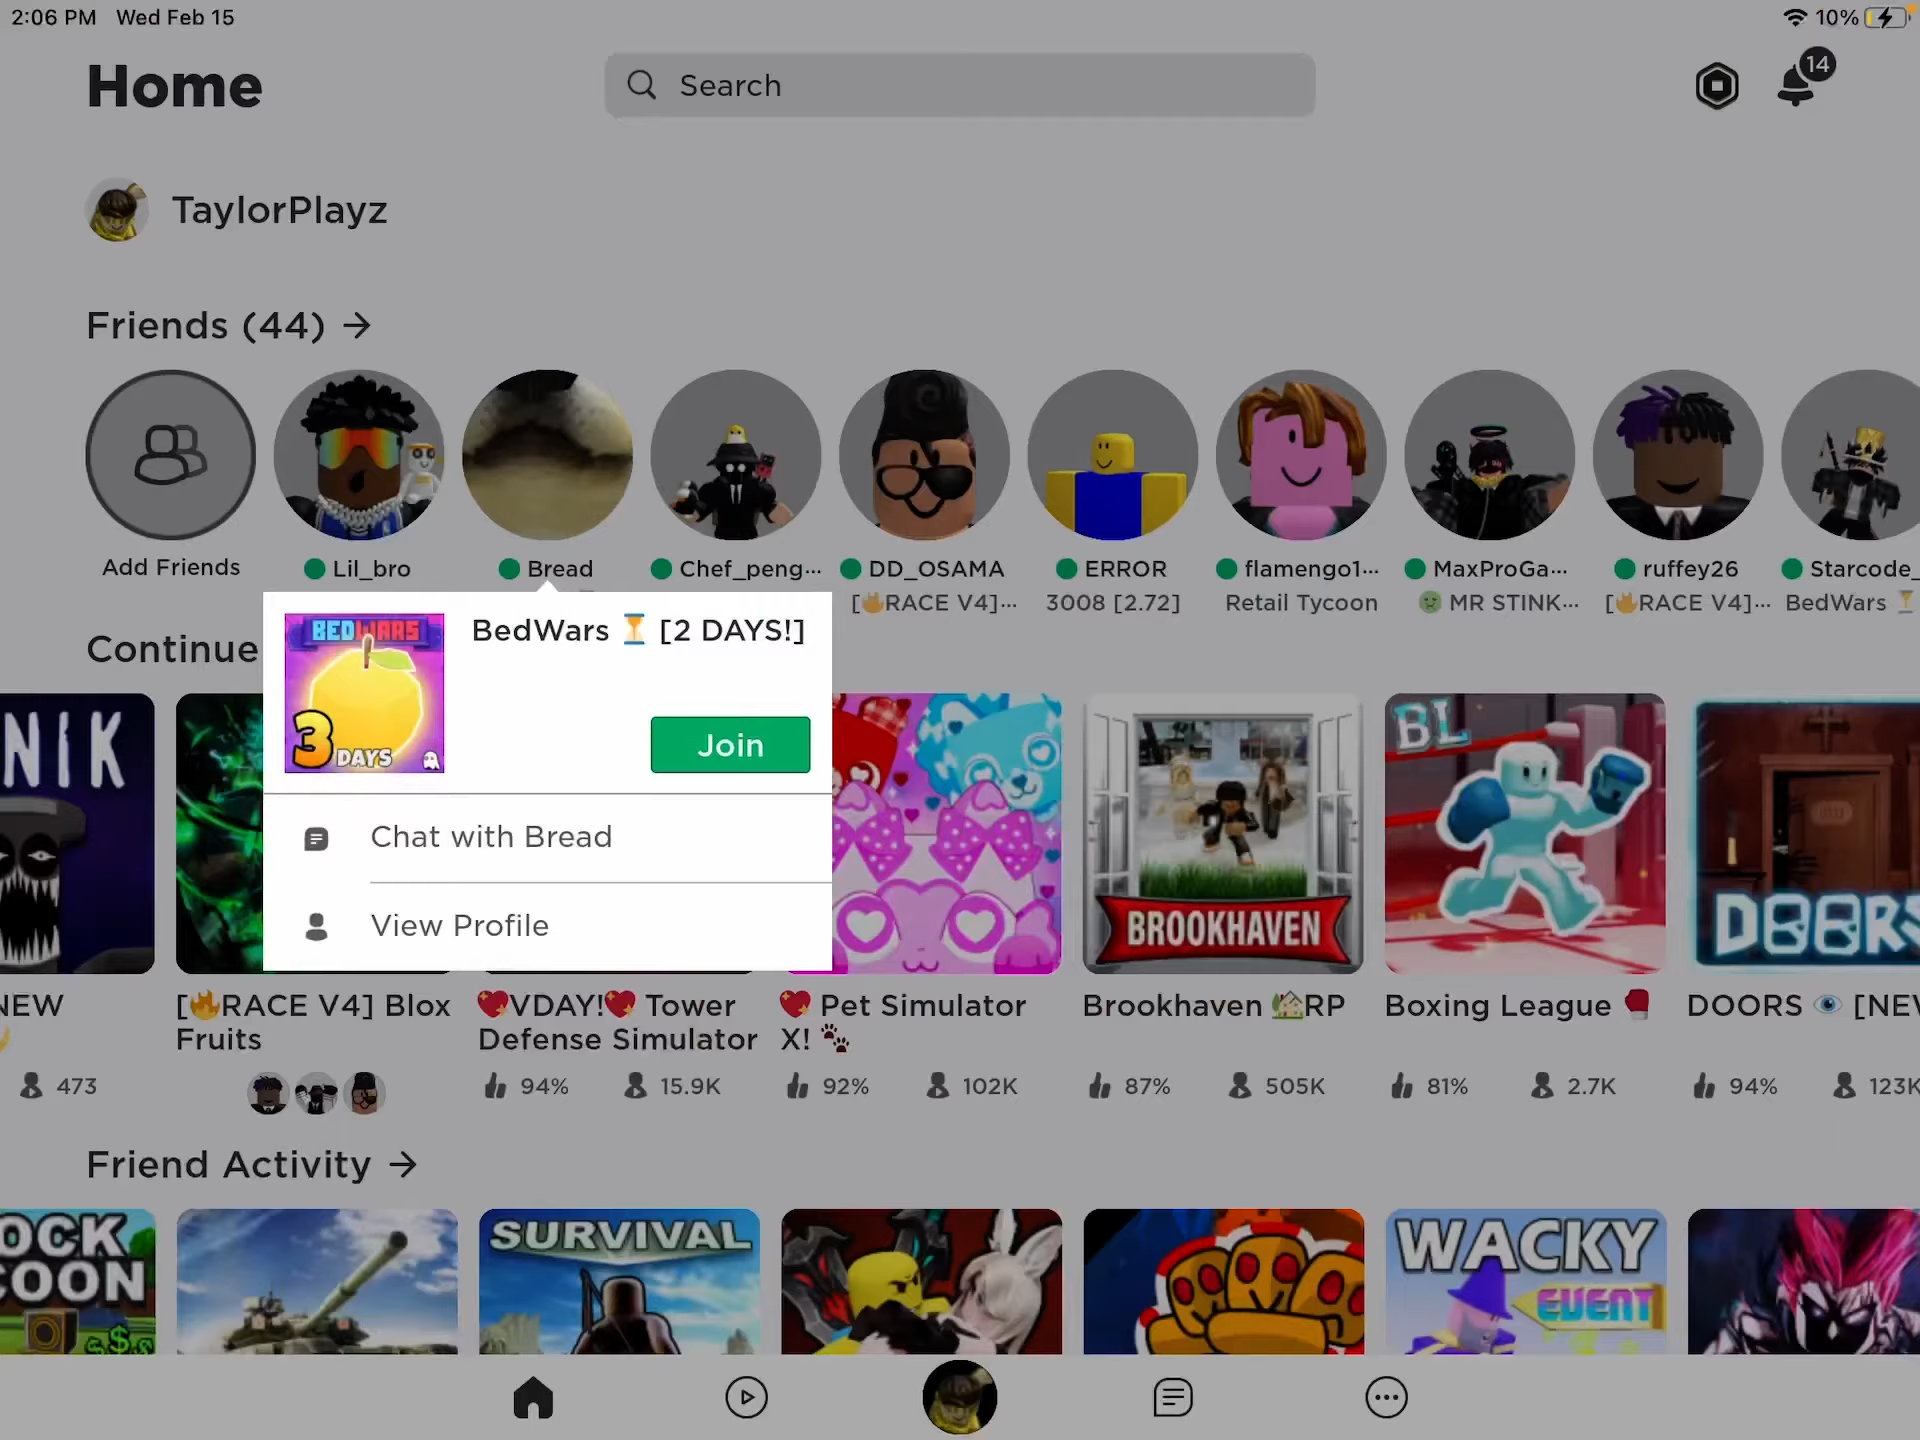 2:06 PM Wed Feb 15
10%
Home
Search
14
TaylorPlayz
Friends (44) →
Add Friends
Lil_bro
Bread
Chef_peng...
DD_OSAMA
ERROR
flamengo1...
MaxProGa...
ruffey26
Starcode_
[🔥RACE V4]...
3008 [2.72]
Retail Tycoon
🤢 MR STINK...
[🔥RACE V4]...
BedWars ⏳
Continue
BEDWARS
3 DAYS
BedWars ⏳ [2 DAYS!]
Join
Chat with Bread
View Profile
NIK
BROOKHAVEN
BL
DOORS
NEW
[🔥RACE V4] Blox
Fruits
💖VDAY!💖 Tower
Defense Simulator
💖 Pet Simulator
X! 🐾
Brookhaven 🏡RP
Boxing League 🥊
DOORS 👁️ [NEW
473
94% 15.9K
92% 102K
87% 505K
81% 2.7K
94% 123K
Friend Activity →
OCK
COON
SURVIVAL
WACKY
EVENT